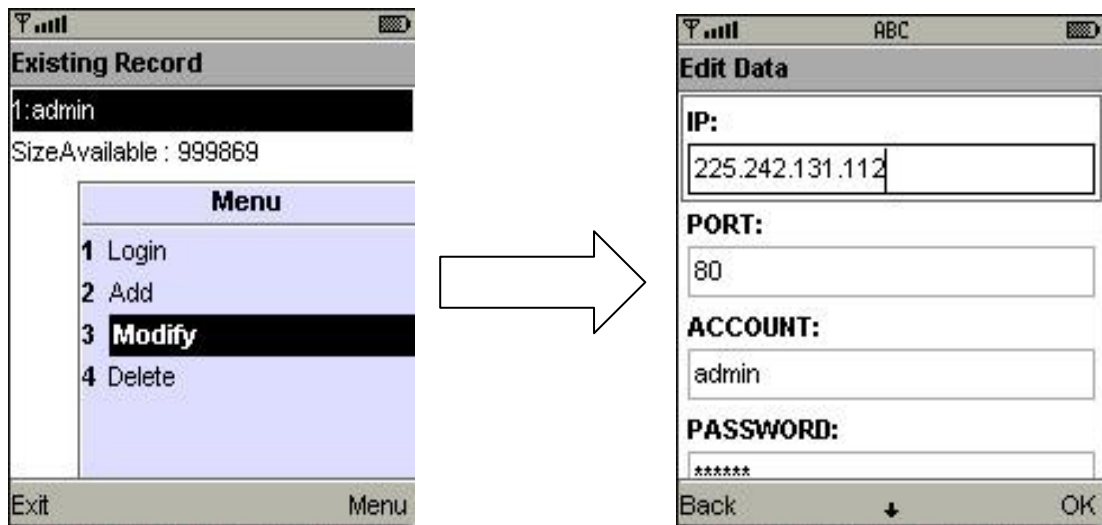 Existing Record
1:admin
SizeAvailable : 999869
Menu
1 Login
2 Add
3 Modify
4 Delete
Exit Menu
ABC
Edit Data
IP:
225.242.131.112
PORT:
80
ACCOUNT:
admin
PASSWORD:
******
Back OK